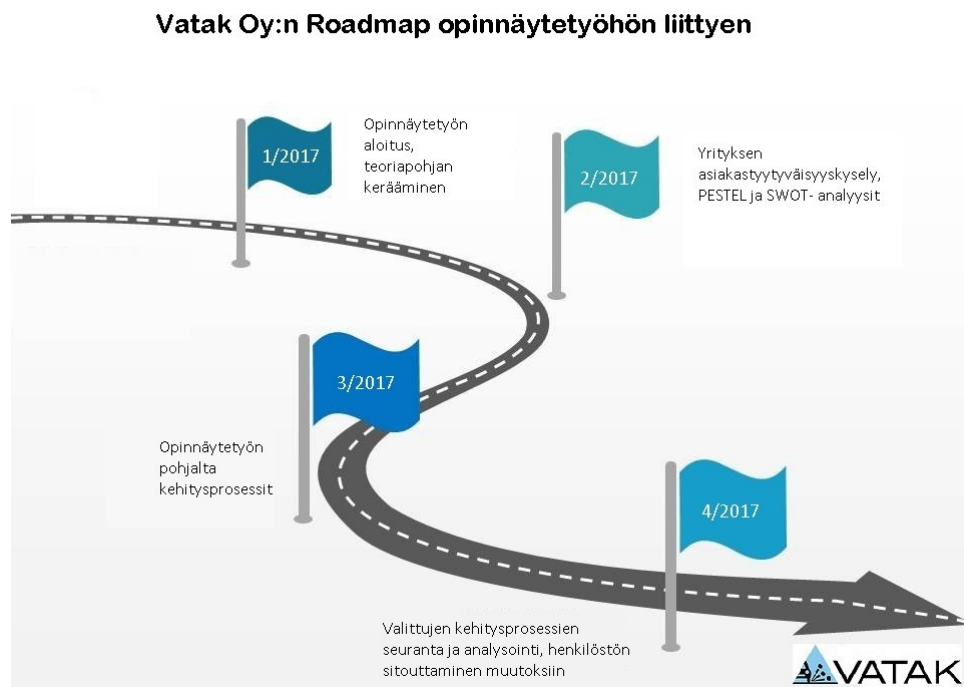 Vatak Oy:n Roadmap opinnäytetyöhön liittyen
1/2017
Opinnäytetyön
aloitus,
teoriapohjan
kerääminen
2/2017
Yrityksen
asiakastyytyväisyyskysely,
PESTEL ja SWOT- analyysit
3/2017
Opinnäytetyön
pohjalta
kehitysprosessit
4/2017
Valittujen kehitysprosessien
seuranta ja analysointi, henkilöstön
sitouttaminen muutoksiin
VATAK